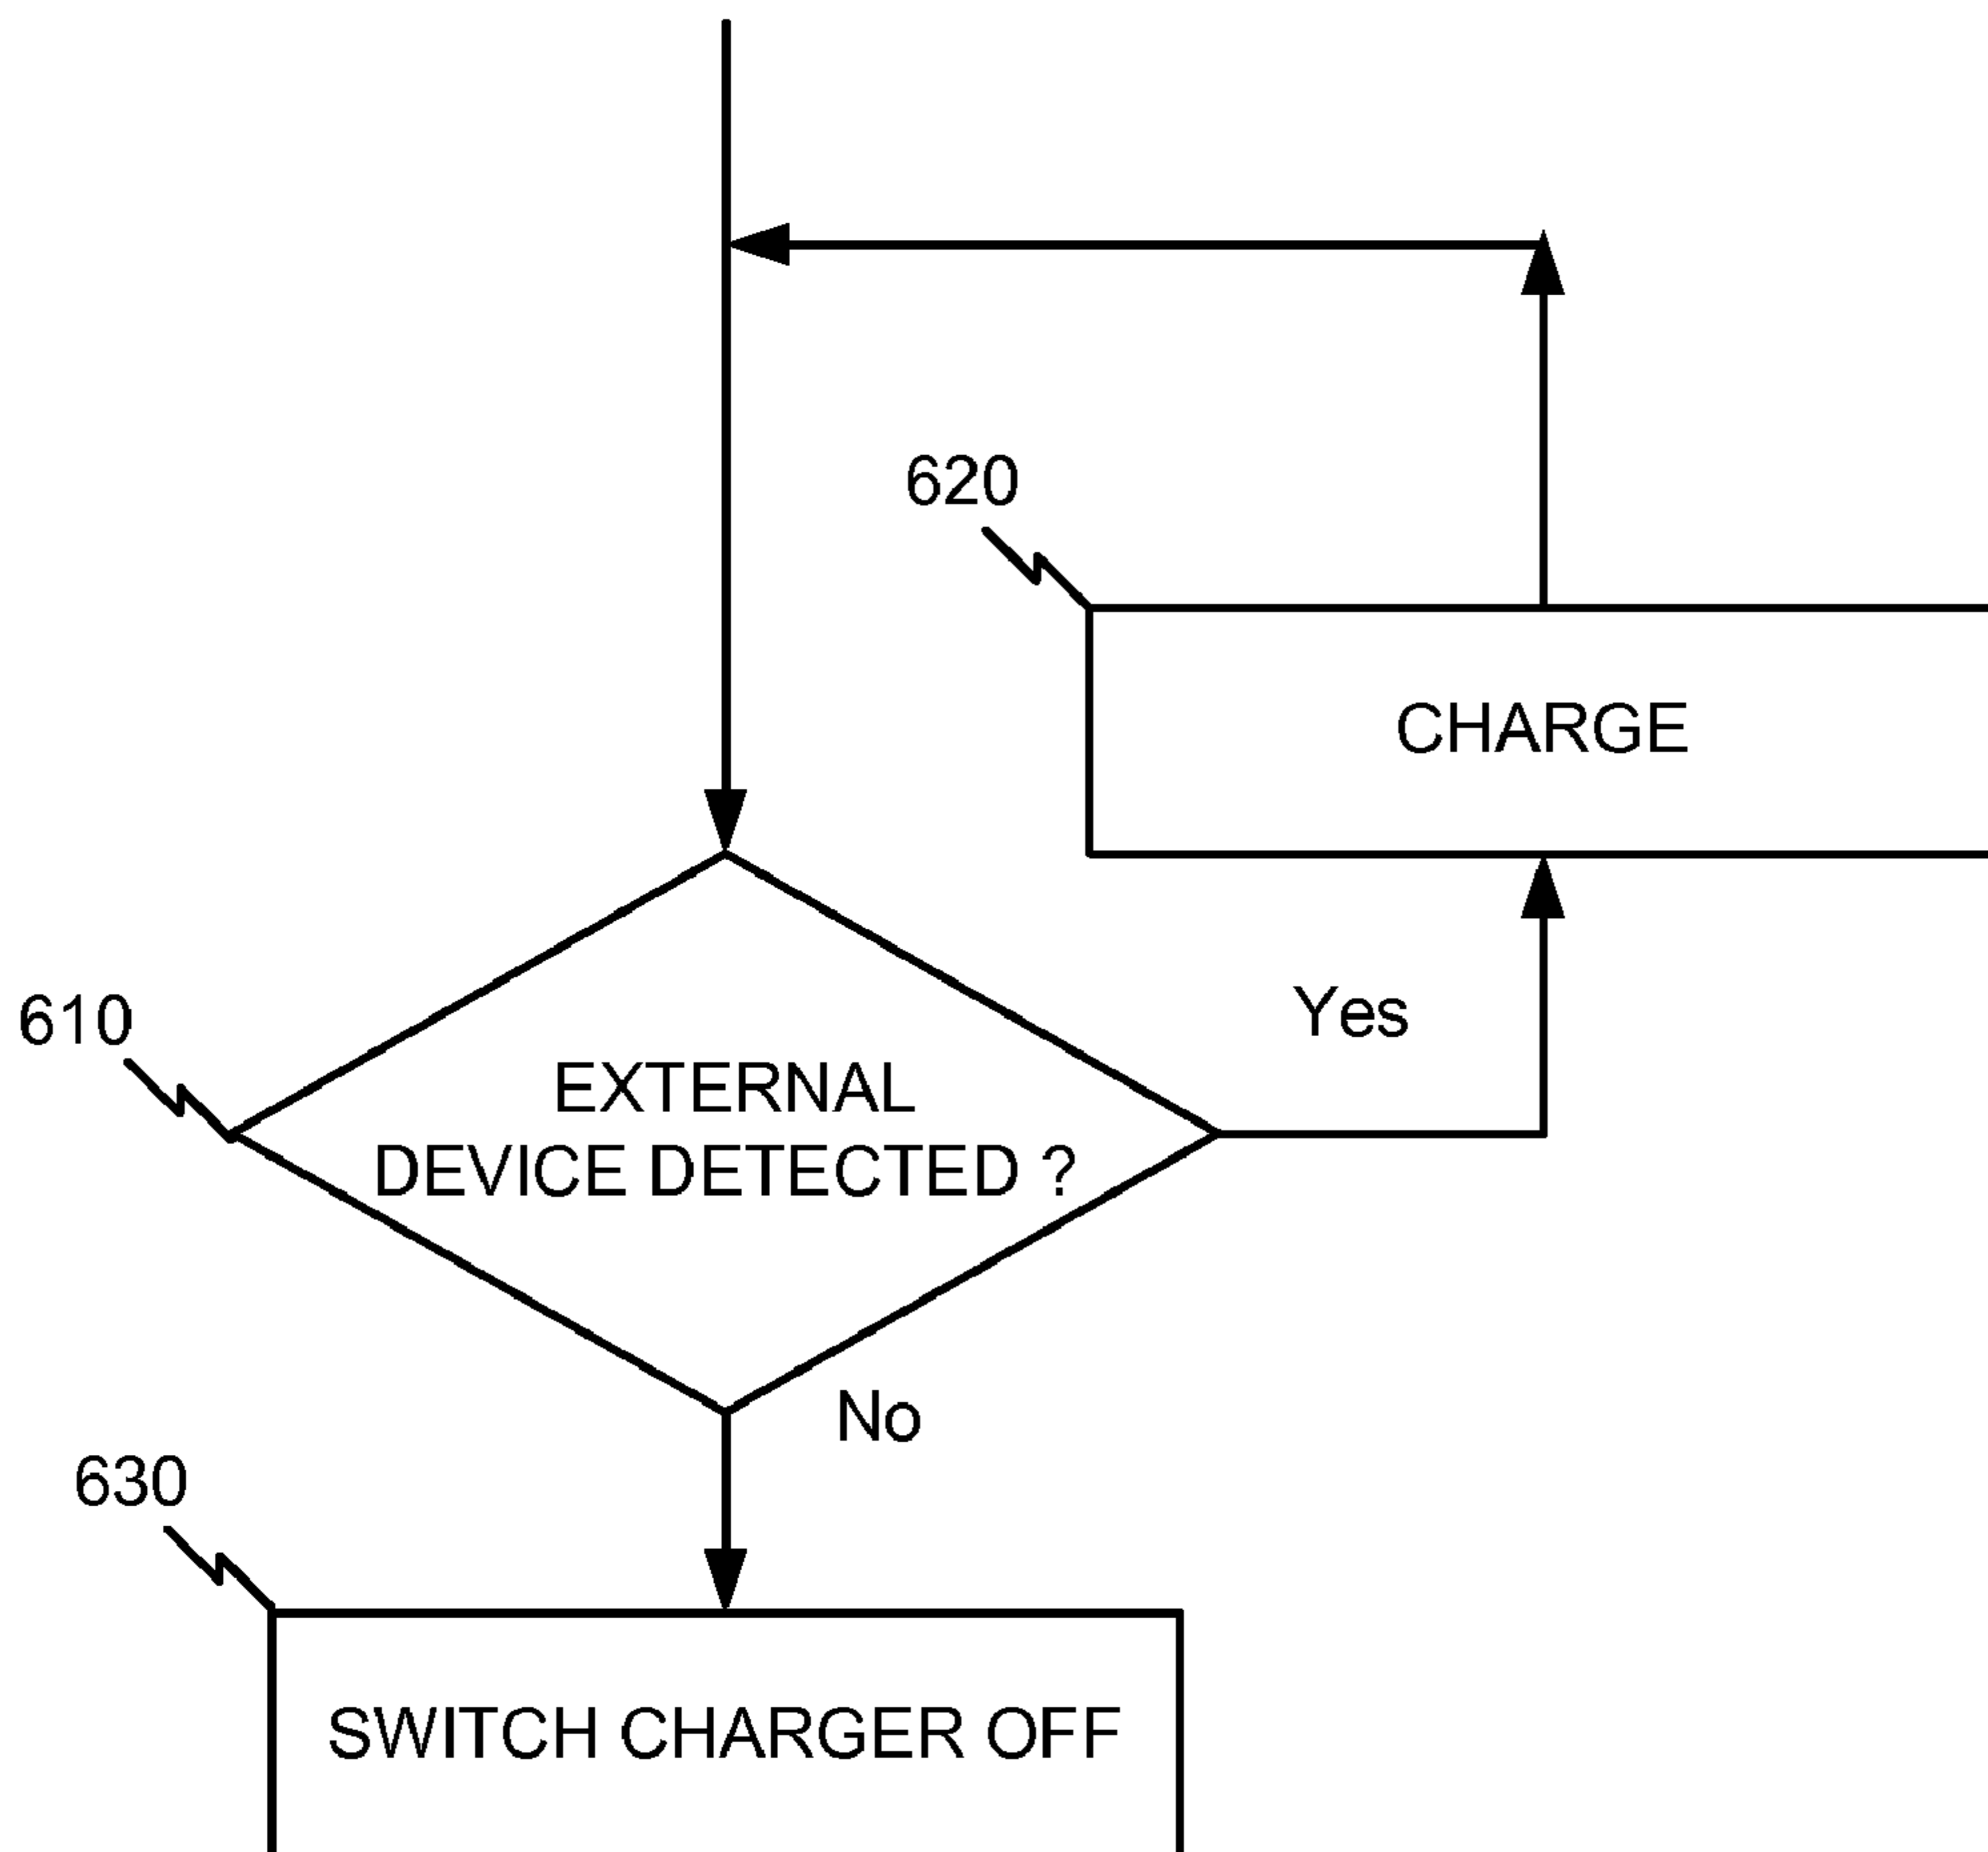 620
CHARGE
610
Yes
EXTERNAL
DEVICE DETECTED ?
No
630
SWITCH CHARGER OFF